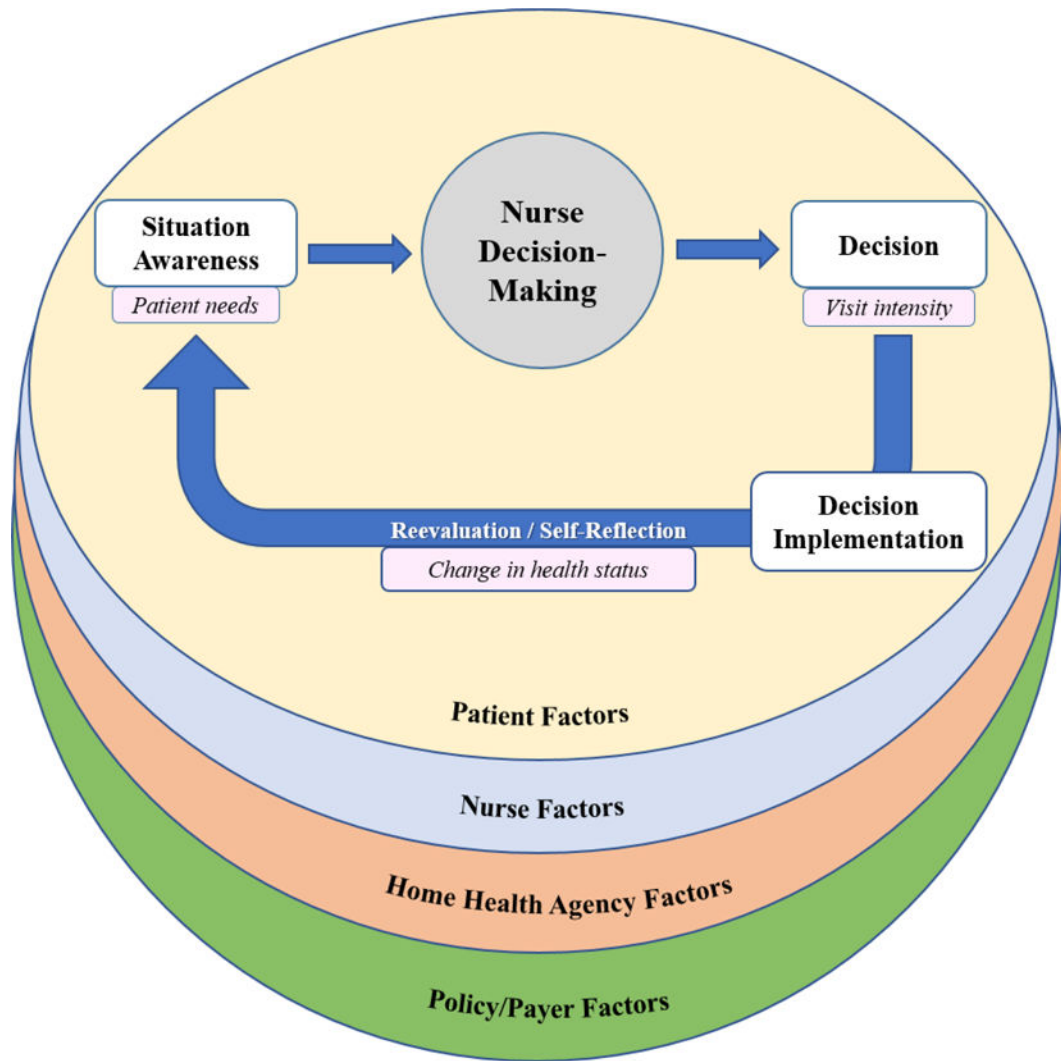 Situation
Awareness
Patient needs
Nurse
Decision-
Making
Decision
Visit intensity
Decision
Implementation
Reevaluation / Self-Reflection
Change in health status
Patient Factors
Nurse Factors
Home Health Agency Factors
Policy/Payer Factors